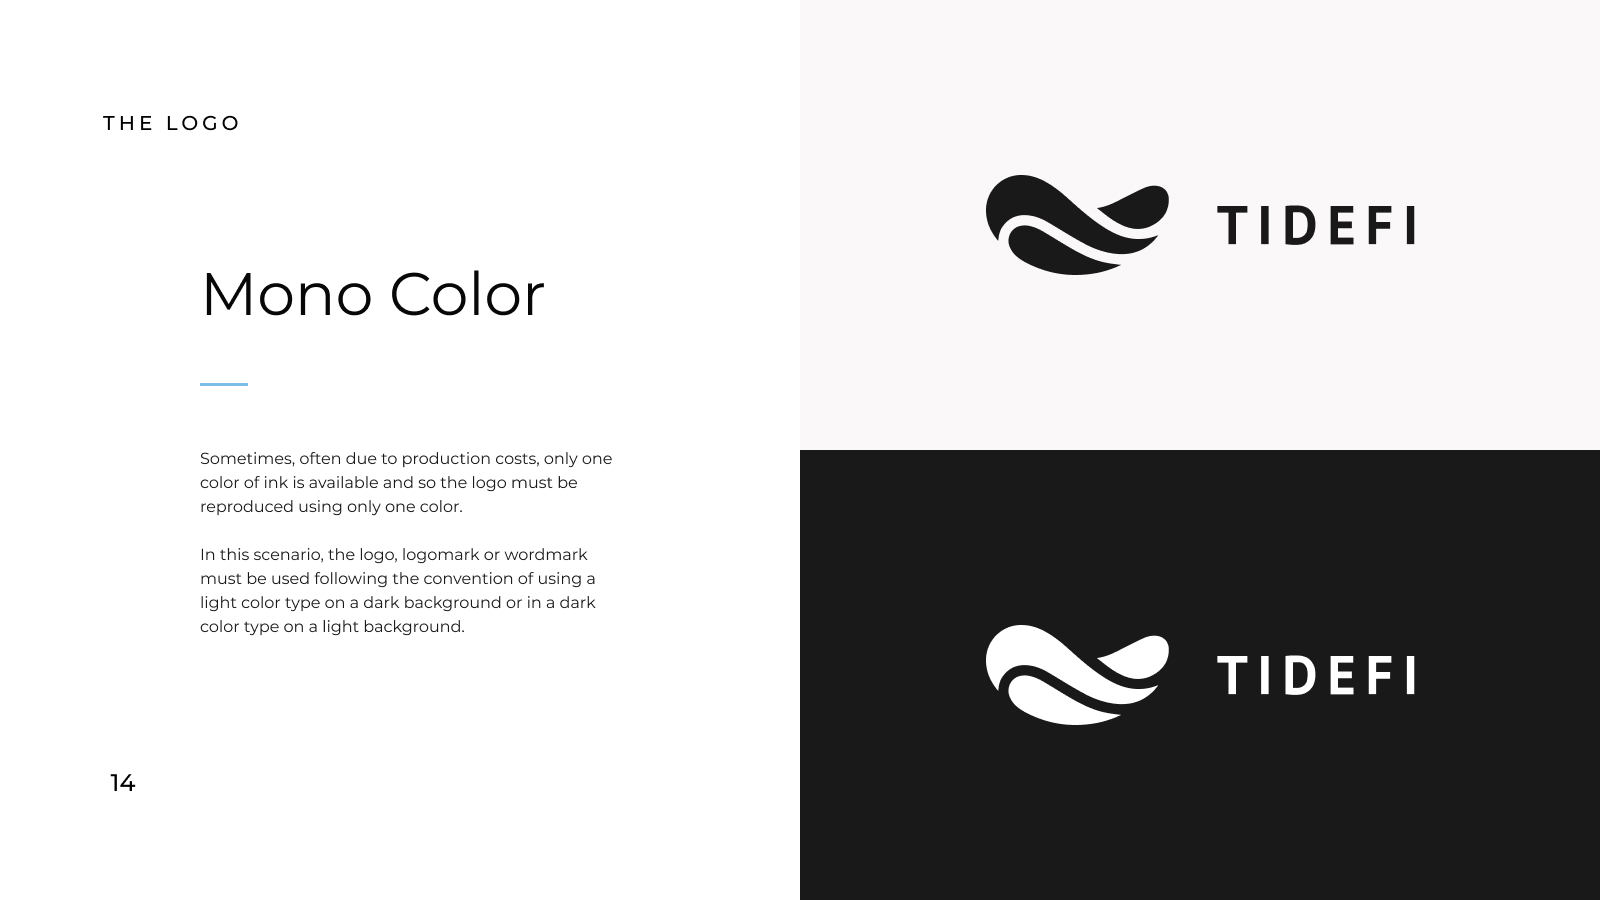 THE LOGO
Mono Color
Sometimes, often due to production costs, only one
color of ink is available and so the logo must be
reproduced using only one color.
In this scenario, the logo, logomark or wordmark
must be used following the convention of using a
light color type on a dark background or in a dark
color type on a light background.
14
TIDEFI
TIDEFI